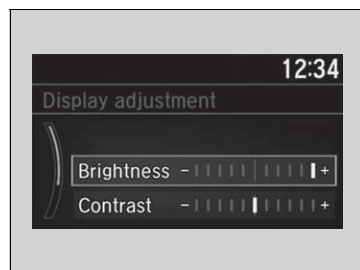 12:34
Display adjustment
Brightness - +
Contrast - +